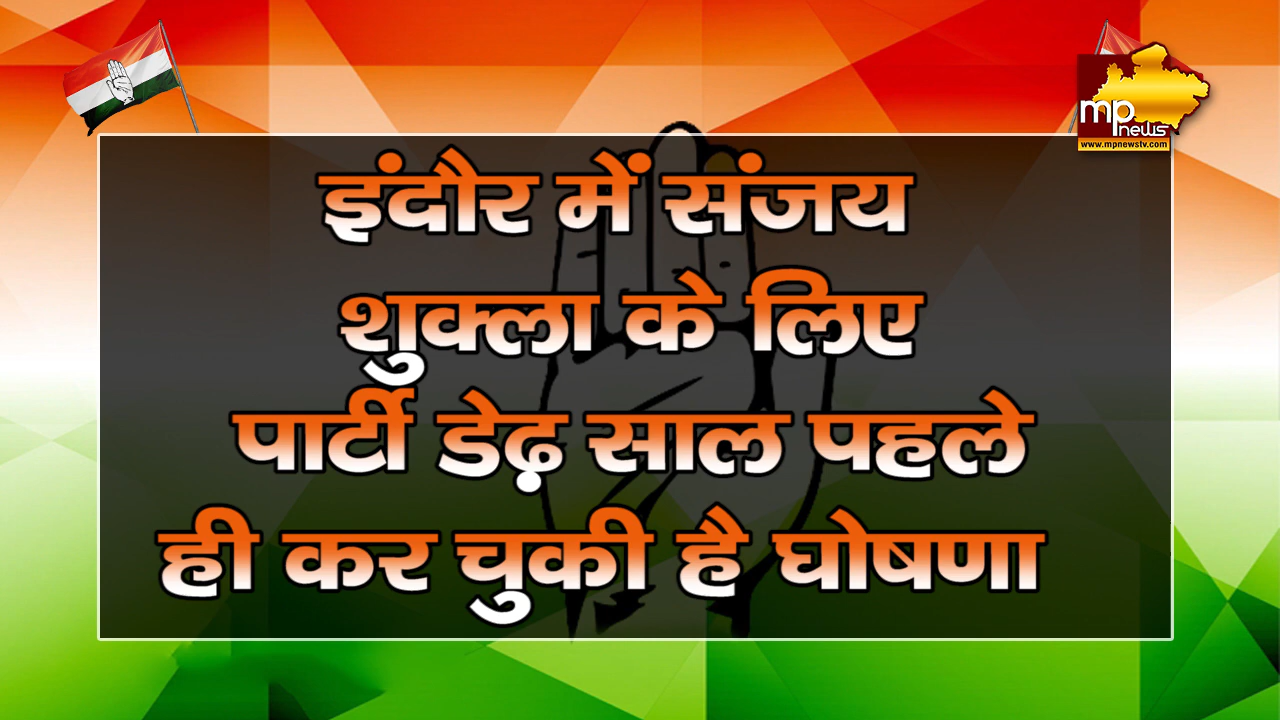 mp
news
www.mpnewstv.com
इंदौर में संजय
शुक्ला के लिए
पार्टी डेढ़ साल पहले
ही कर चुकी है घोषणा